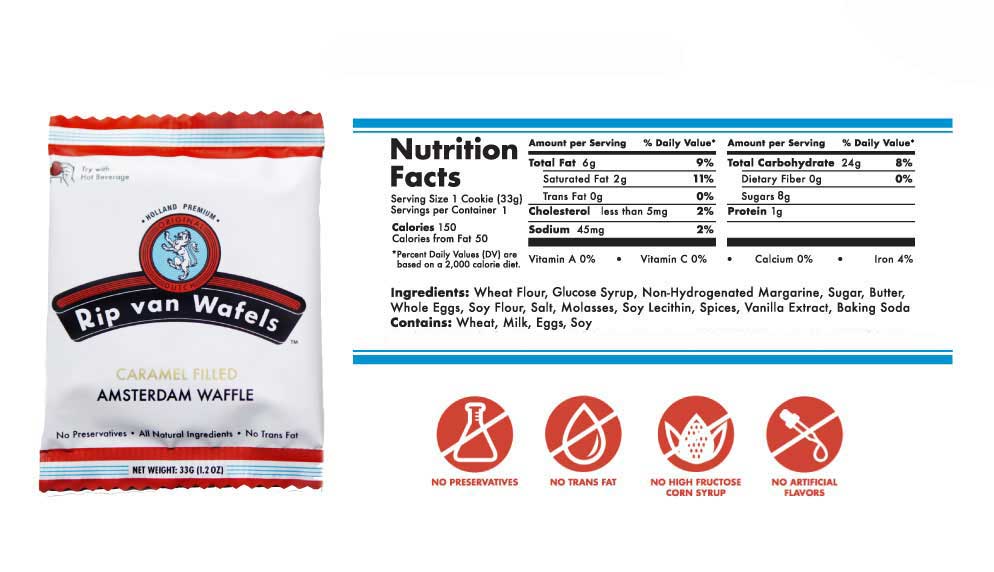 Try with
Hot Beverage
• HOLLAND PREMIUM •
ORIGINAL
DUTCH
Rip van Wafels
TM
CARAMEL FILLED
AMSTERDAM WAFFLE
No Preservatives • All Natural Ingredients • No Trans Fat
NET WEIGHT: 33G (1.2 OZ)
Nutrition
Facts
Serving Size 1 Cookie (33g)
Servings per Container 1
Calories 150
Calories from Fat 50
*Percent Daily Values (DV) are
based on a 2,000 calorie diet.
Amount per Serving % Daily Value*
Total Fat 6g 9%
Saturated Fat 2g 11%
Trans Fat 0g 0%
Cholesterol less than 5mg 2%
Sodium 45mg 2%
Amount per Serving % Daily Value*
Total Carbohydrate 24g 8%
Dietary Fiber 0g 0%
Sugars 8g
Protein 1g
Vitamin A 0% • Vitamin C 0% • Calcium 0% • Iron 4%
Ingredients: Wheat Flour, Glucose Syrup, Non-Hydrogenated Margarine, Sugar, Butter,
Whole Eggs, Soy Flour, Salt, Molasses, Soy Lecithin, Spices, Vanilla Extract, Baking Soda
Contains: Wheat, Milk, Eggs, Soy
NO PRESERVATIVES
NO TRANS FAT
NO HIGH FRUCTOSE
CORN SYRUP
NO ARTIFICIAL
FLAVORS